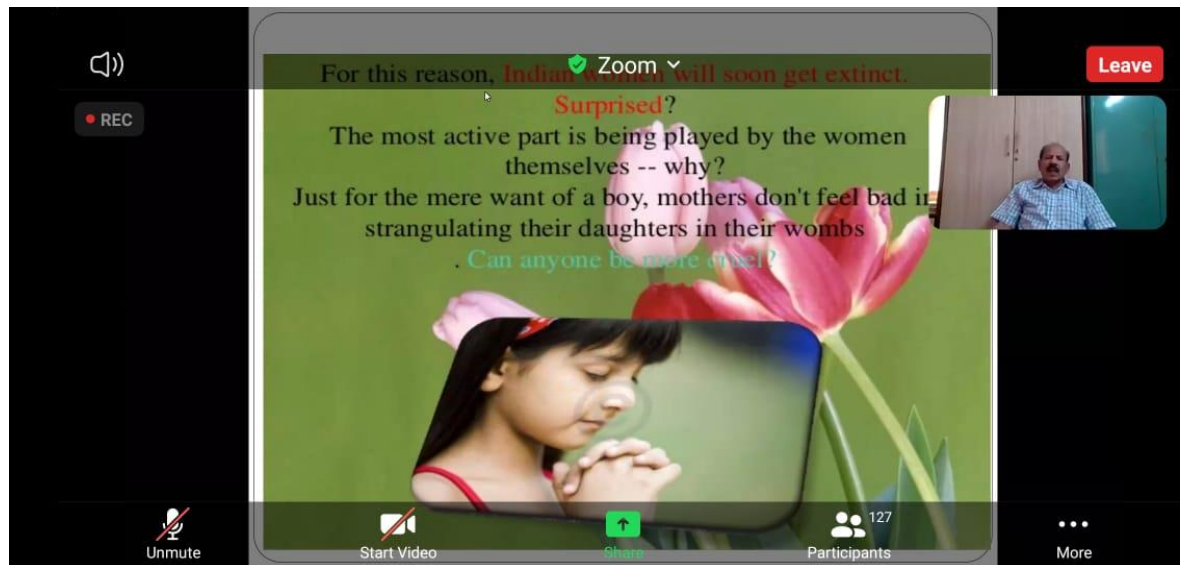 Zoom
Leave
REC
For this reason, Indian women will soon get extinct.
Surprised?
The most active part is being played by the women
themselves -- why?
Just for the mere want of a boy, mothers don't feel bad in
strangulating their daughters in their wombs
. Can anyone be more cruel?
127
Unmute
Start Video
Share
Participants
More